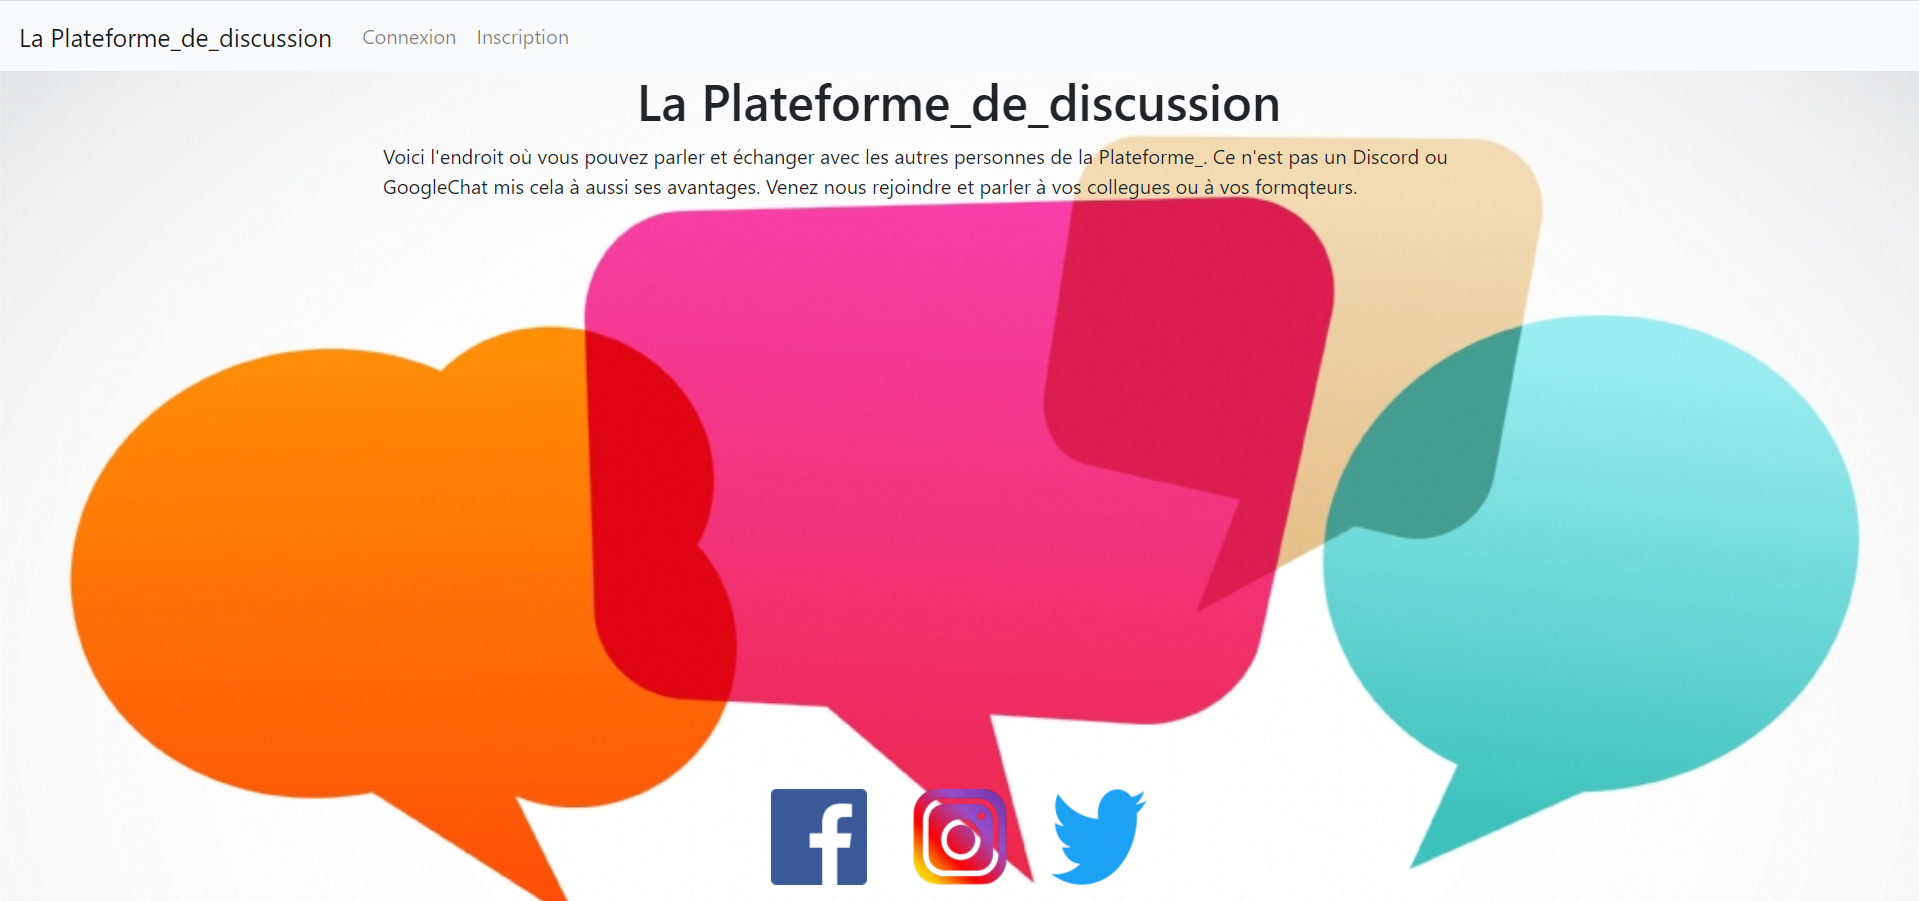 La Plateforme_de_discussion Connexion Inscription
La Plateforme_de_discussion
Voici l'endroit où vous pouvez parler et échanger avec les autres personnes de la Plateforme_. Ce n'est pas un Discord ou
GoogleChat mis cela à aussi ses avantages. Venez nous rejoindre et parler à vos collegues ou à vos formqteurs.